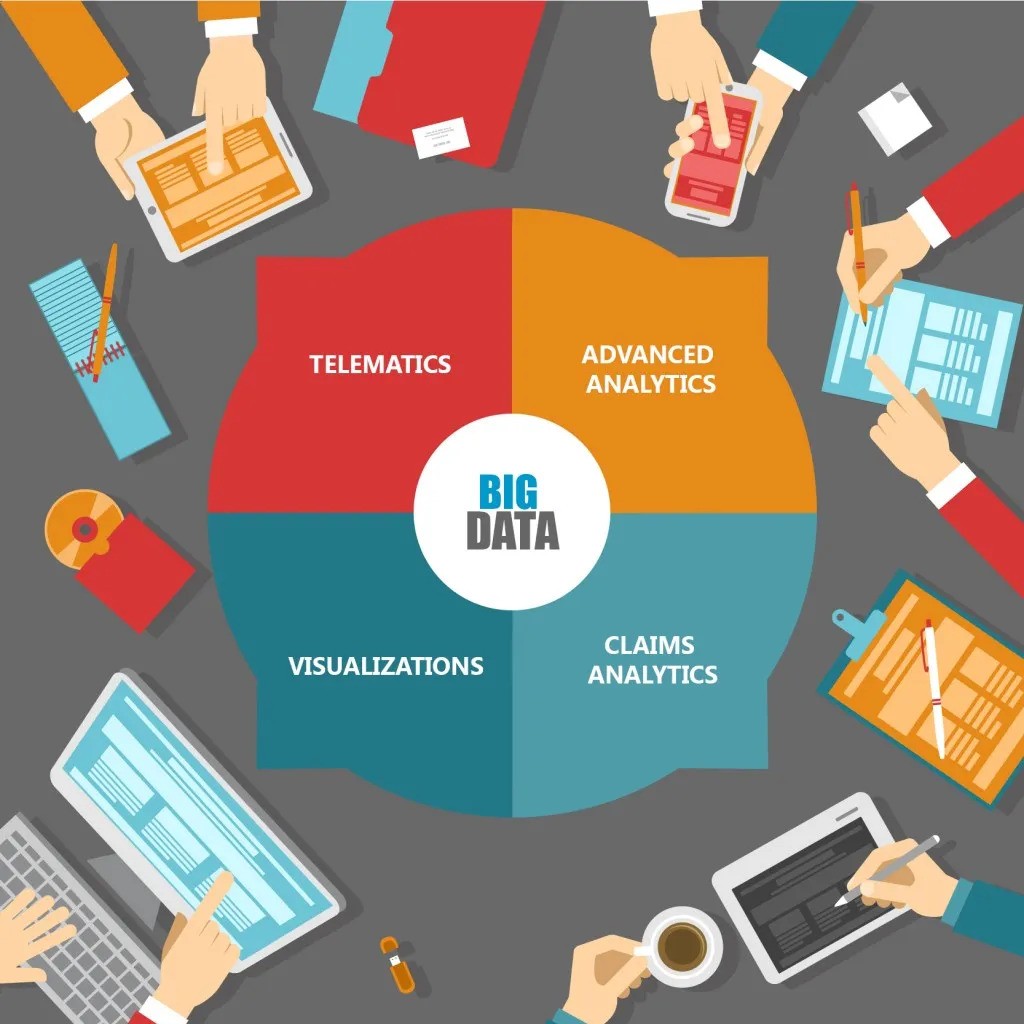 TELEMATICS
ADVANCED
ANALYTICS
BIG
DATA
VISUALIZATIONS
CLAIMS
ANALYTICS